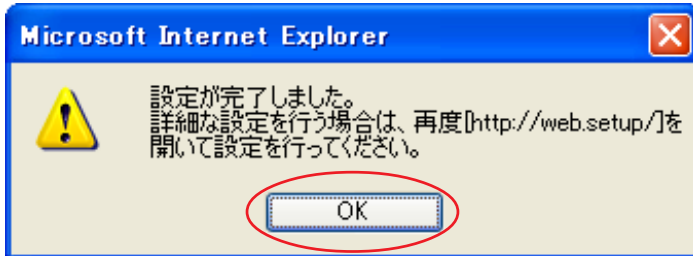 Microsoft Internet Explorer
設定が完了しました。
詳細な設定を行う場合は、再度[http://web.setup/]を
開いて設定を行ってください。
OK